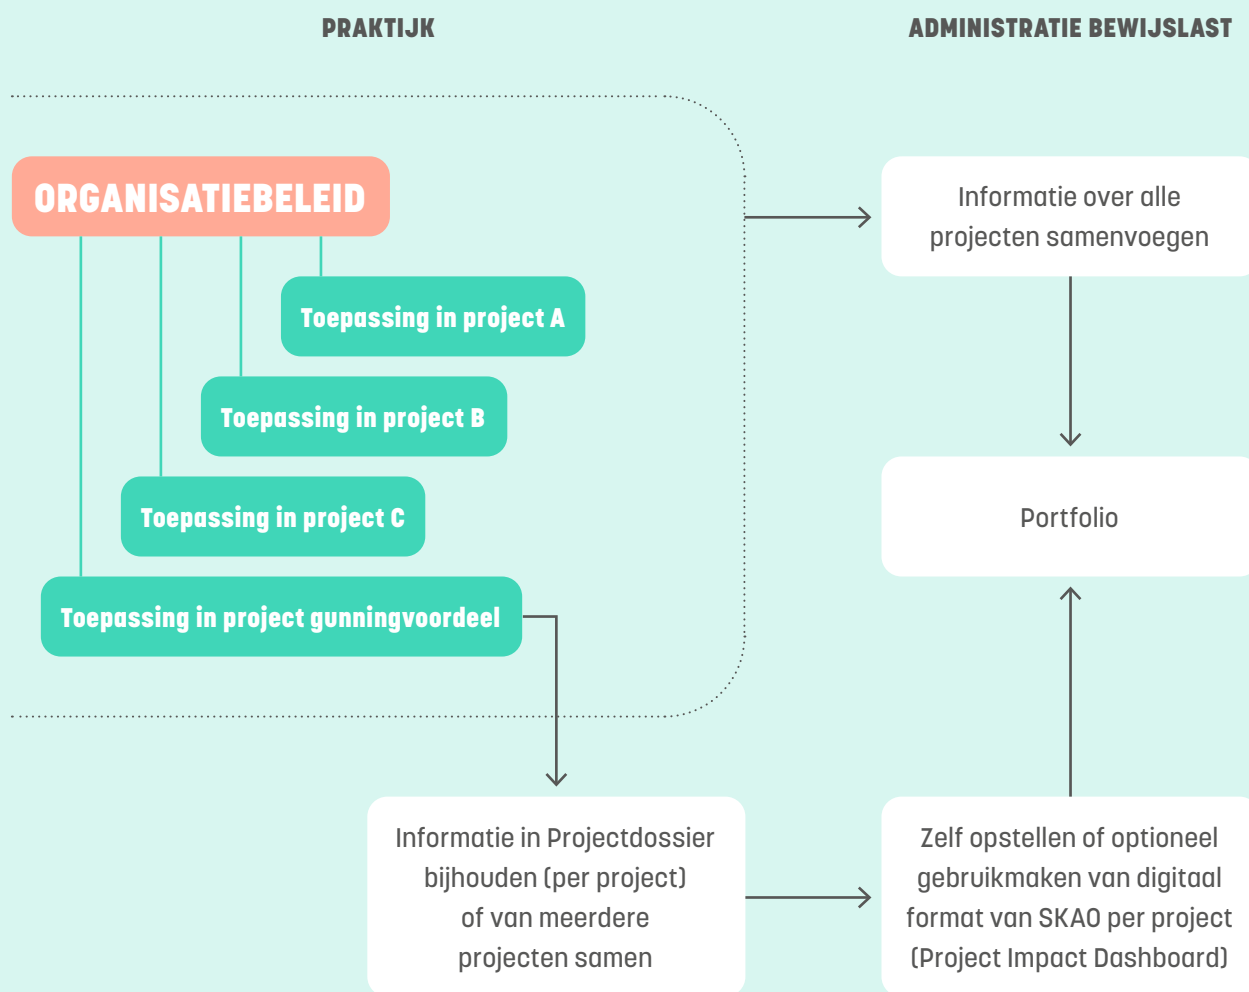 PRAKTIJK
ADMINISTRATIE BEWIJSLAST
ORGANISATIEBELEID
Toepassing in project A
Toepassing in project B
Toepassing in project C
Toepassing in project gunningvoordeel
Informatie over alle
projecten samenvoegen
Portfolio
Informatie in Projectdossier
bijhouden (per project)
of van meerdere
projecten samen
Zelf opstellen of optioneel
gebruikmaken van digitaal
format van SKAO per project
(Project Impact Dashboard)